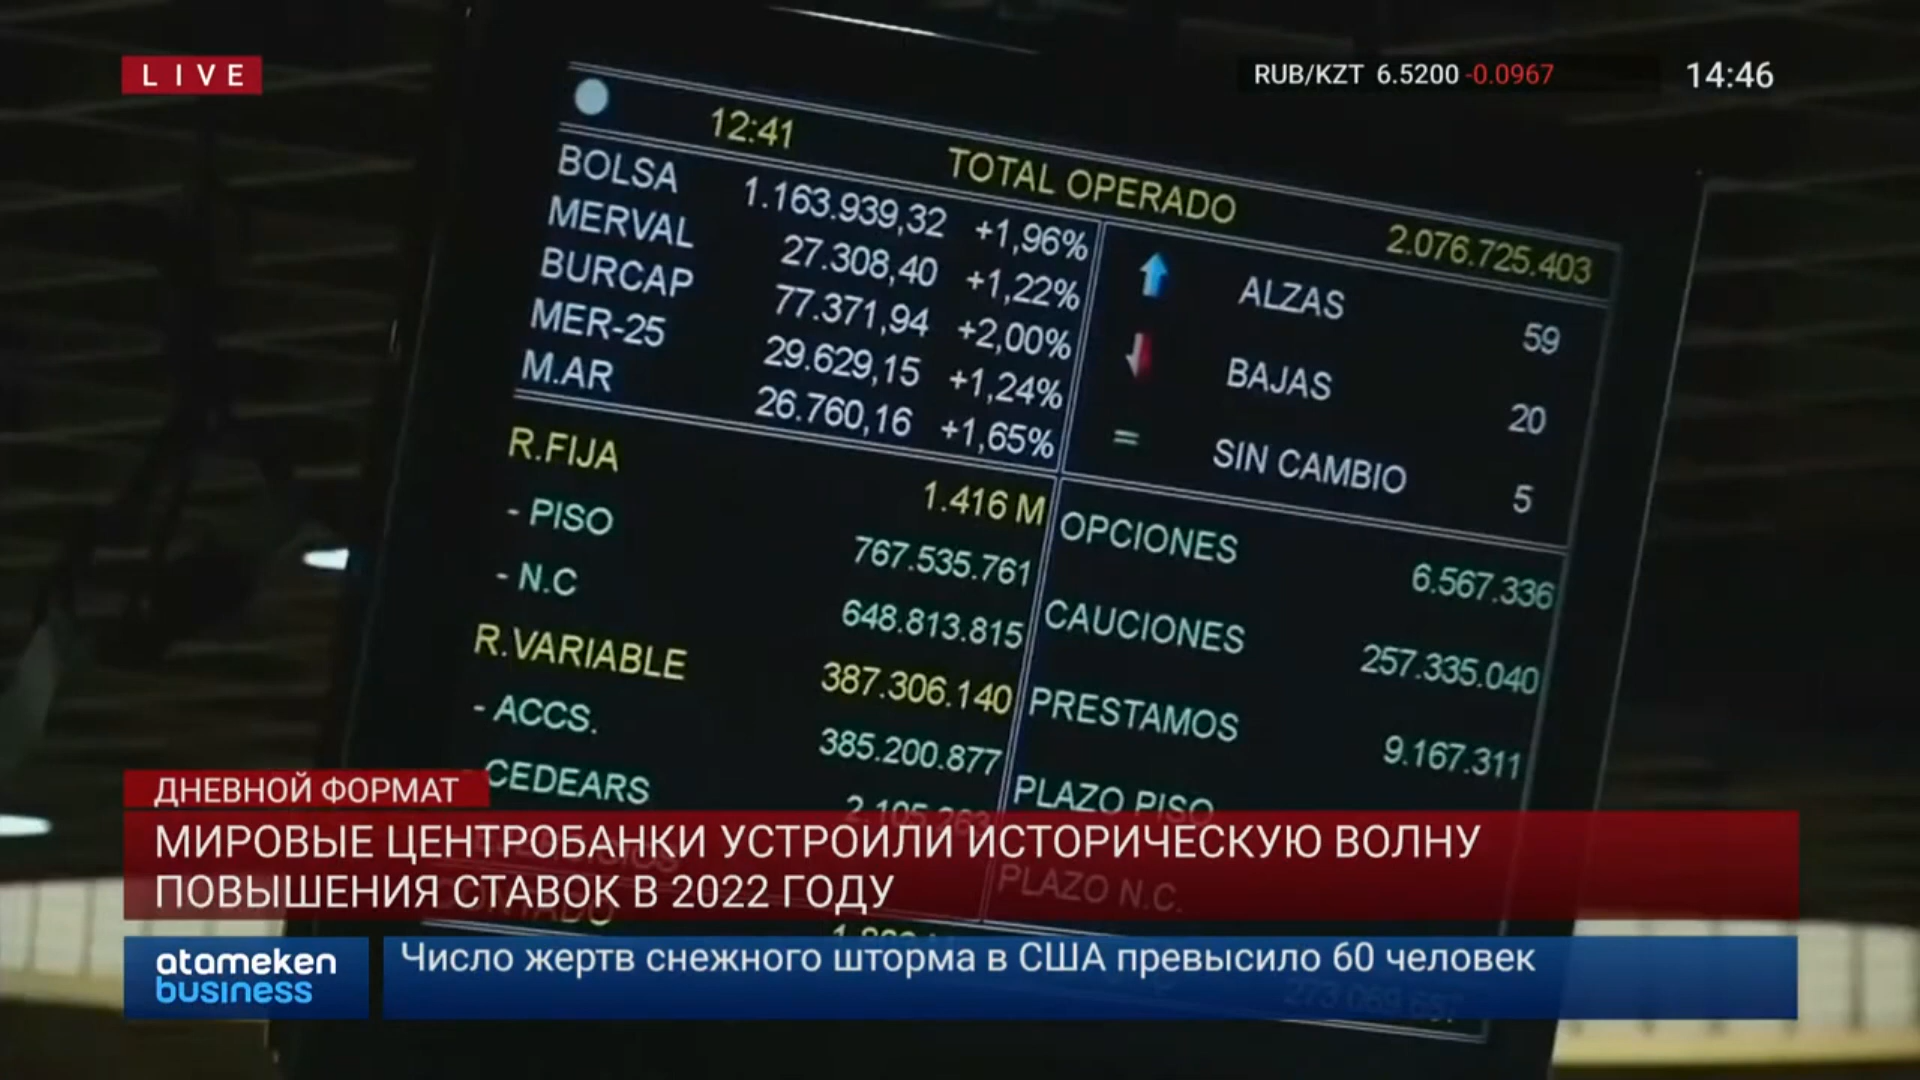 LIVE
RUB/KZT 6.5200 -0.0967
14:46
12:41 TOTAL OPERADO 2.076.725.403
BOLSA 1.163.939,32 +1,96%
MERVAL 27.308,40 +1,22%
BURCAP 77.371,94 +2,00%
MER-25 29.629,15 +1,24%
M.AR 26.760,16 +1,65%
ALZAS 59
BAJAS 20
= SIN CAMBIO 5
R.FIJA 1.416 M
- PISO 767.535.761
- N.C 648.813.815
R.VARIABLE 387.306.140
- ACCS. 385.200.877
CEDEARS 2.105.263
OPCIONES 6.567.336
CAUCIONES 257.335.040
PRESTAMOS 9.167.311
PLAZO PISO
PLAZO N.C.
ДНЕВНОЙ ФОРМАТ
МИРОВЫЕ ЦЕНТРОБАНКИ УСТРОИЛИ ИСТОРИЧЕСКУЮ ВОЛНУ
ПОВЫШЕНИЯ СТАВОК В 2022 ГОДУ
atameken
business
Число жертв снежного шторма в США превысило 60 человек